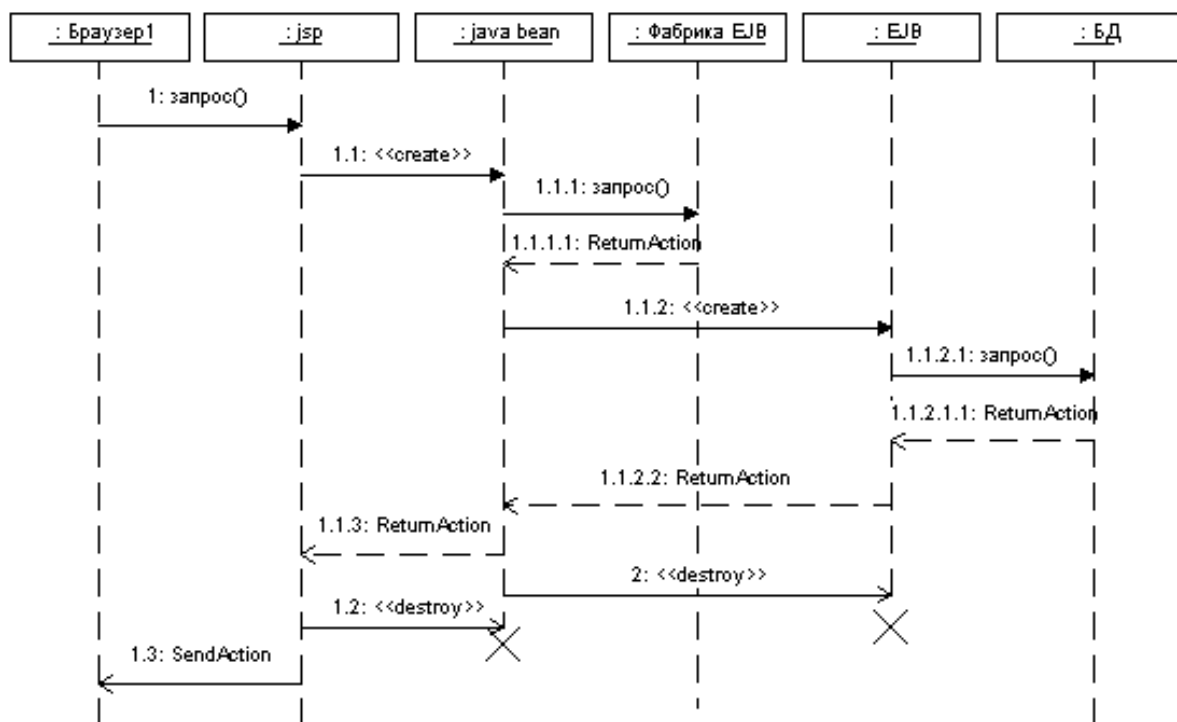 : Браузер1
: jsp
: java bean
: Фабрика EJB
: EJB
: БД
1: запрос()
1.1: <<create>>
1.1.1: запрос()
1.1.1.1: ReturnAction
1.1.2: <<create>>
1.1.2.1: запрос()
1.1.2.1.1: ReturnAction
1.1.2.2: ReturnAction
1.1.3: ReturnAction
2: <<destroy>>
1.2: <<destroy>>
1.3: SendAction